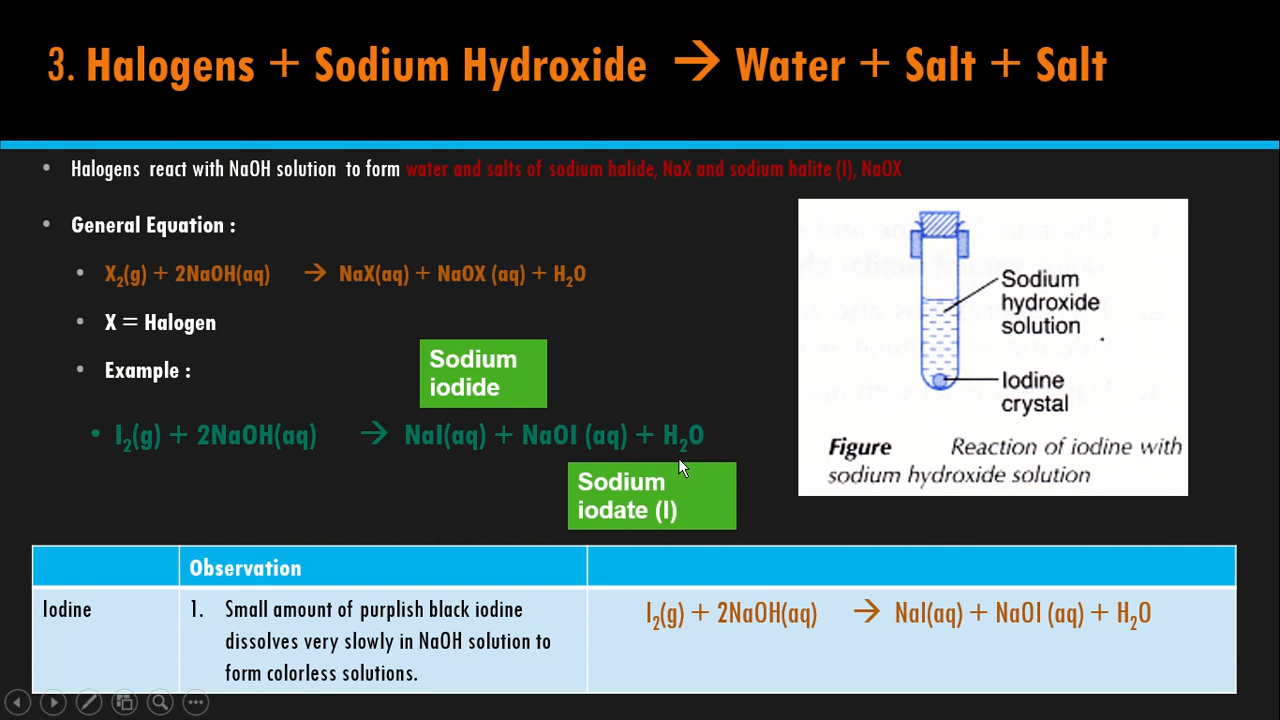 3. Halogens + Sodium Hydroxide → Water + Salt + Salt
• Halogens react with NaOH solution to form water and salts of sodium halide, NaX and sodium halite (I), NaOX
• General Equation :
• X₂(g) + 2NaOH(aq) → NaX(aq) + NaOX (aq) + H₂O
• X = Halogen
• Example :
Sodium
iodide
• I₂(g) + 2NaOH(aq) → NaI(aq) + NaOI (aq) + H₂O
Sodium
iodate (I)
Sodium
hydroxide
solution
Iodine
crystal
Figure Reaction of iodine with
sodium hydroxide solution
Observation
Iodine
1. Small amount of purplish black iodine
dissolves very slowly in NaOH solution to
form colorless solutions.
I₂(g) + 2NaOH(aq) → NaI(aq) + NaOI (aq) + H₂O